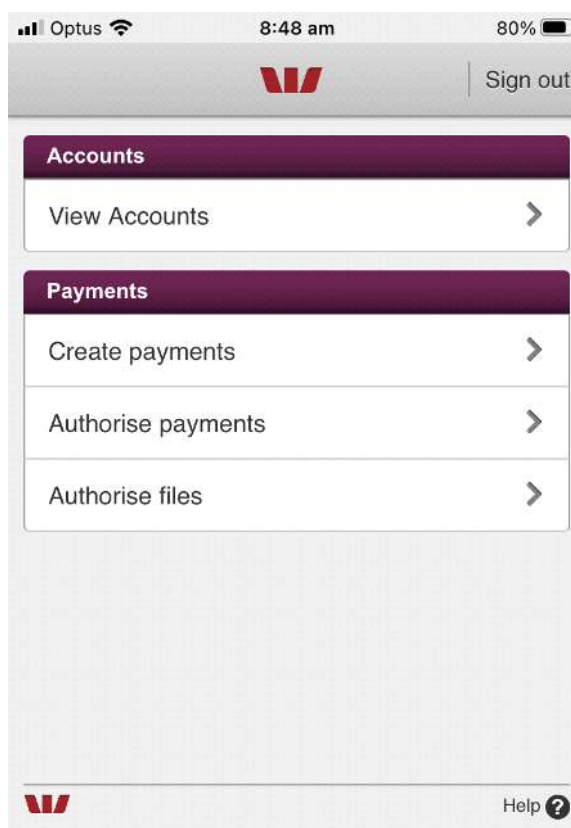 Optus 8:48 am 80%
Sign out
Accounts
View Accounts
Payments
Create payments
Authorise payments
Authorise files
Help ?